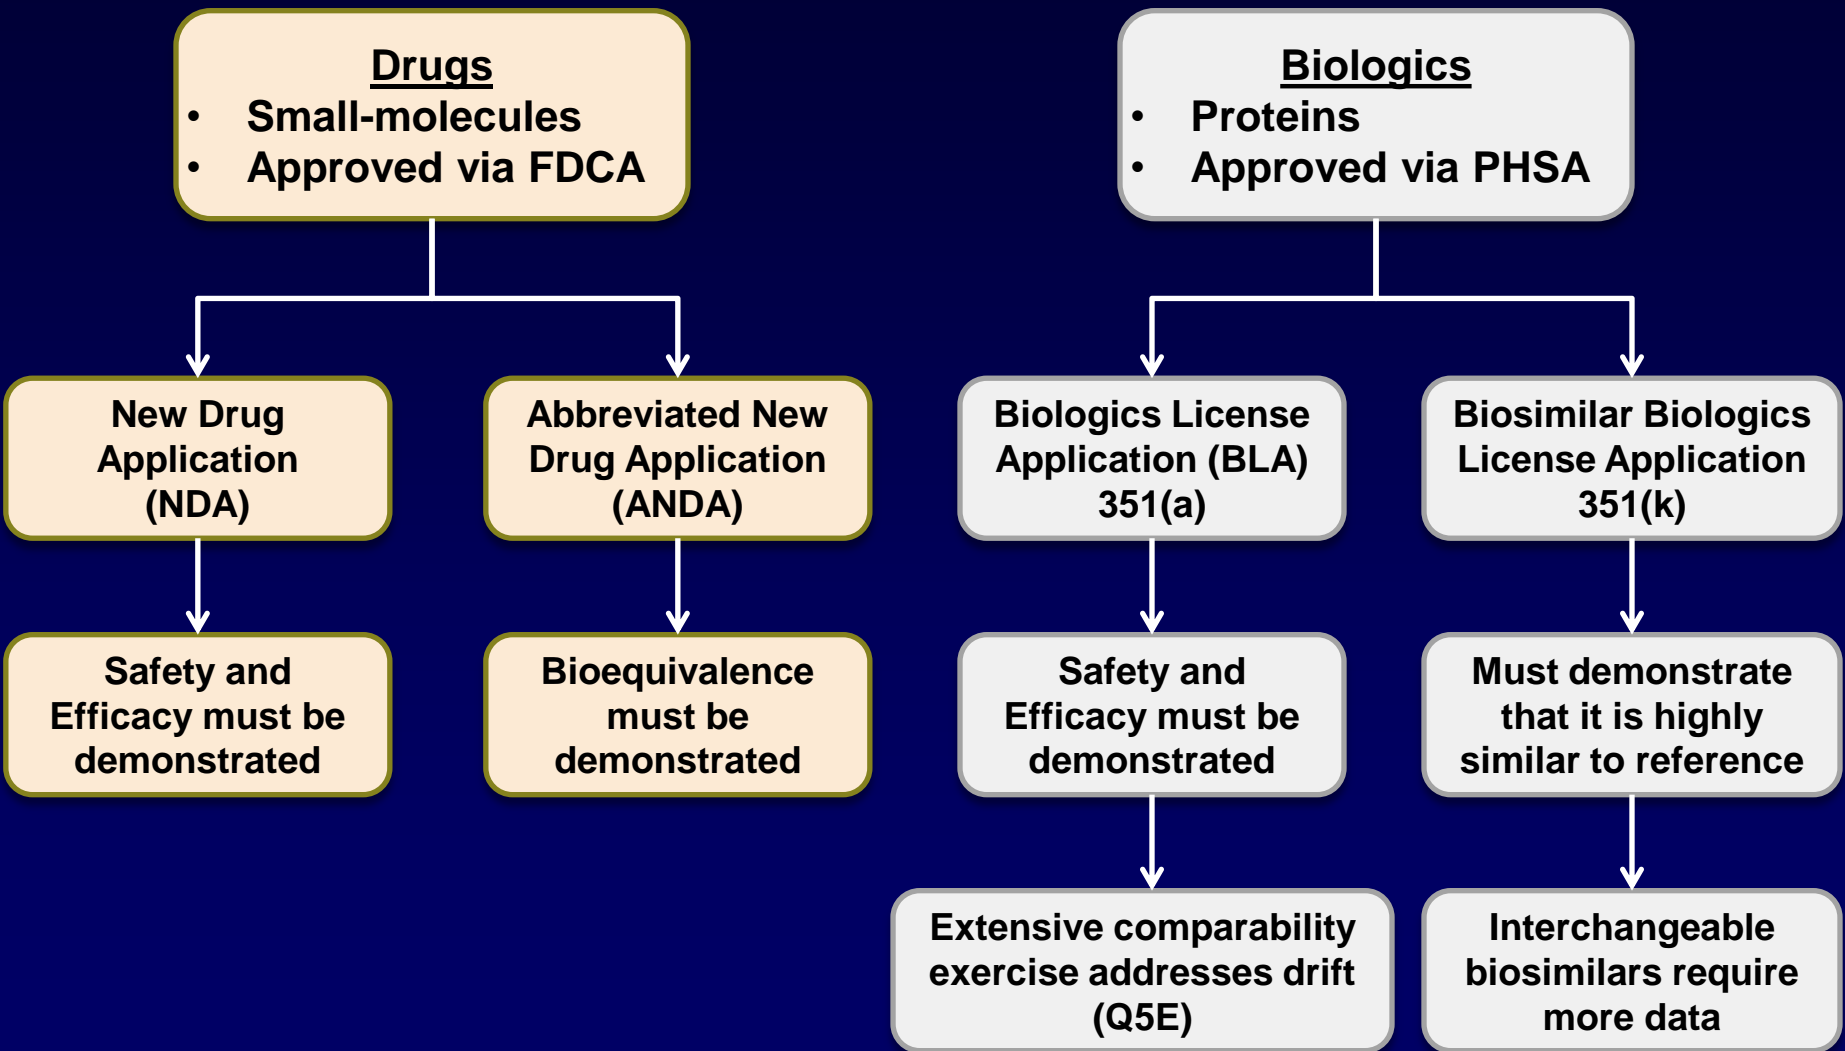 Drugs
• Small-molecules
• Approved via FDCA
Biologics
• Proteins
• Approved via PHSA
New Drug
Application
(NDA)
Abbreviated New
Drug Application
(ANDA)
Biologics License
Application (BLA)
351(a)
Biosimilar Biologics
License Application
351(k)
Safety and
Efficacy must be
demonstrated
Bioequivalence
must be
demonstrated
Safety and
Efficacy must be
demonstrated
Must demonstrate
that it is highly
similar to reference
Extensive comparability
exercise addresses drift
(Q5E)
Interchangeable
biosimilars require
more data